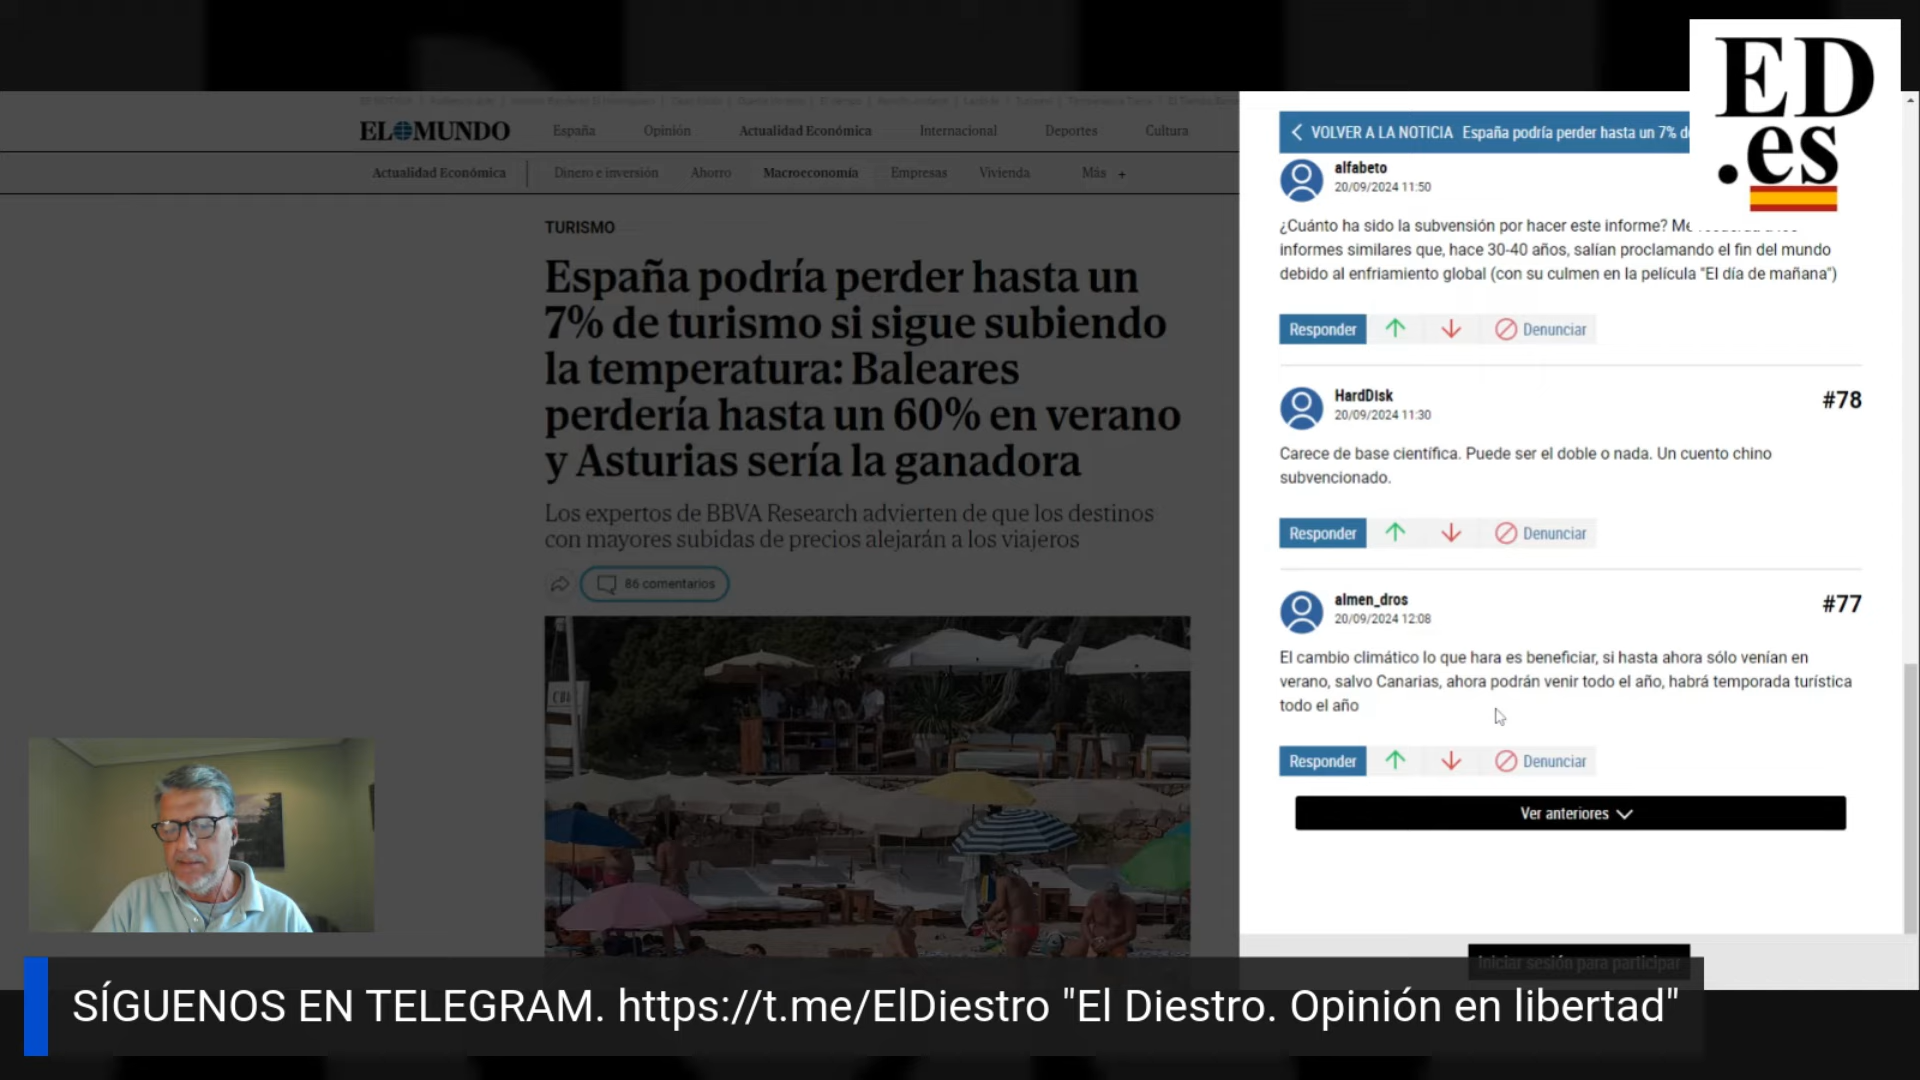 ED
.es
EL MUNDO
España
Opinión
Actualidad Económica
Internacional
Deportes
Cultura
Actualidad Económica
Dinero e inversión
Ahorro
Macroeconomía
Empresas
Vivienda
Más +
TURISMO
España podría perder hasta un
7% de turismo si sigue subiendo
la temperatura: Baleares
perdería hasta un 60% en verano
y Asturias sería la ganadora
Los expertos de BBVA Research advierten de que los destinos
con mayores subidas de precios alejarán a los viajeros
86 comentarios
VOLVER A LA NOTICIA España podría perder hasta un 7%
alfabeto
20/09/2024 11:50
¿Cuánto ha sido la subvensión por hacer este informe?
informes similares que, hace 30-40 años, salían proclamando el fin del mundo
debido al enfriamiento global (con su culmen en la película "El día de mañana")
Responder
Denunciar
HardDisk
#78
20/09/2024 11:30
Carece de base científica. Puede ser el doble o nada. Un cuento chino
subvencionado.
Responder
Denunciar
almen_dros
#77
20/09/2024 12:08
El cambio climático lo que hara es beneficiar, si hasta ahora sólo venían en
verano, salvo Canarias, ahora podrán venir todo el año, habrá temporada turística
todo el año
Responder
Denunciar
Ver anteriores
Iniciar sesión para participar
SÍGUENOS EN TELEGRAM. https://t.me/ElDiestro "El Diestro. Opinión en libertad"